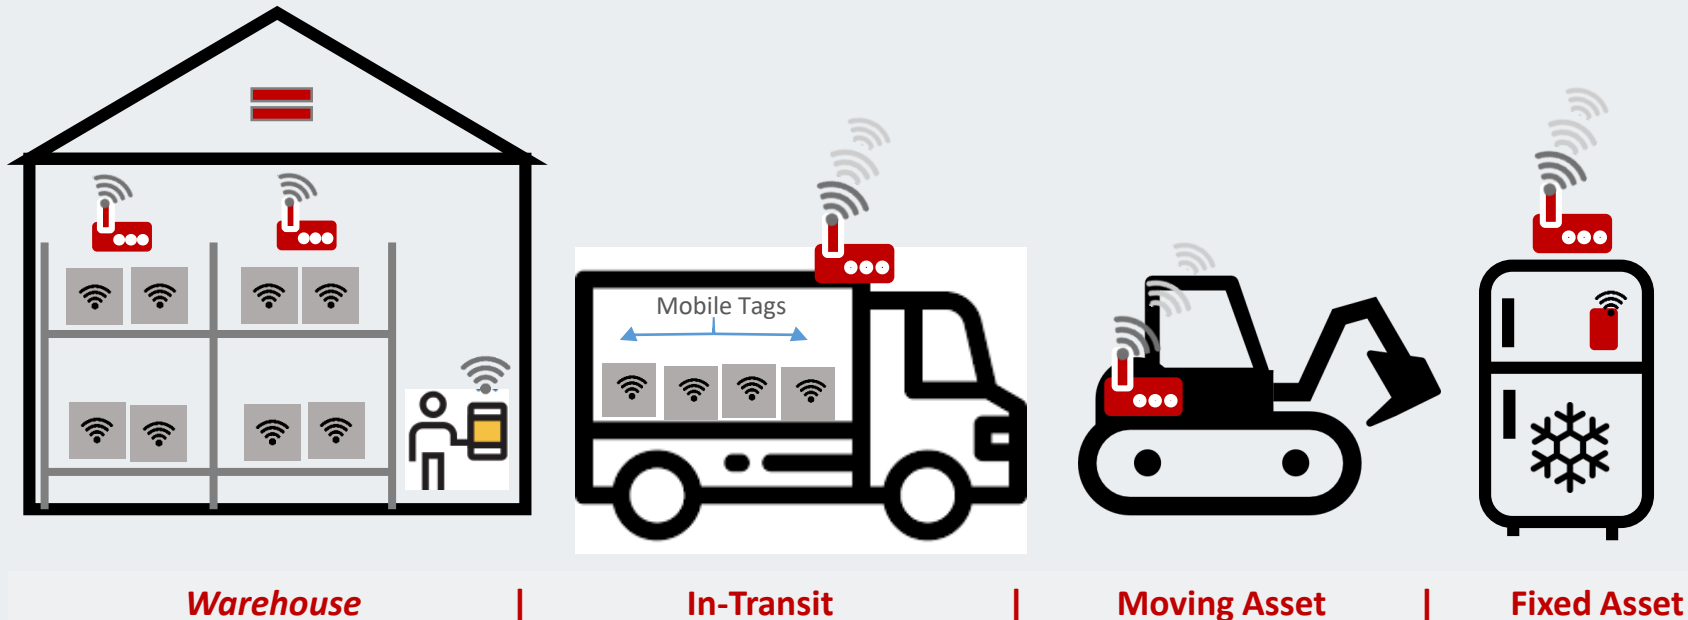 Mobile Tags
Warehouse | In-Transit | Moving Asset | Fixed Asset